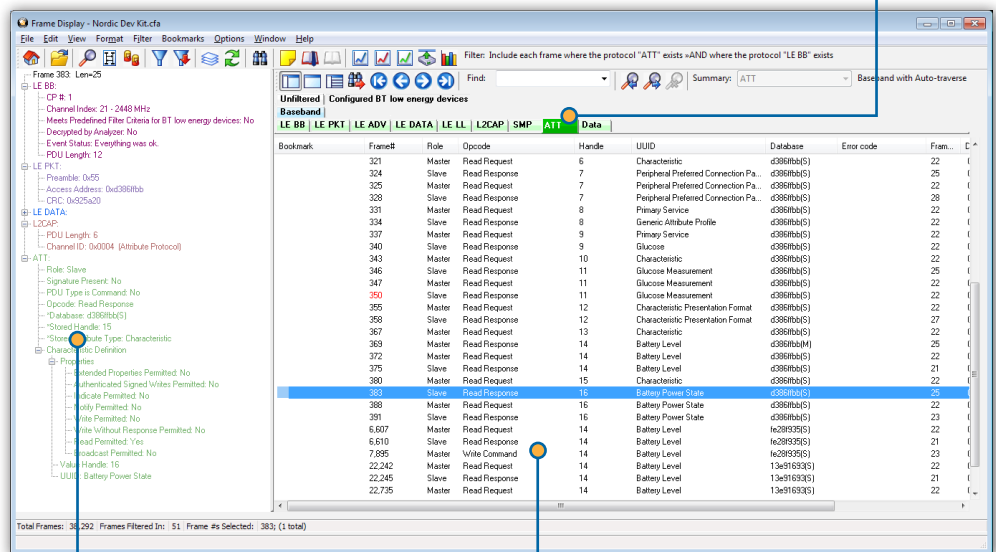 Frame Display - Nordic Dev Kit.cfa
File Edit View Format Filter Bookmarks Options Window Help
Filter: Include each frame where the protocol "ATT" exists »AND where the protocol "LE BB" exists
Find: Summary: ATT Baseband with Auto-traverse
Unfiltered Configured BT low energy devices
Baseband
LE BB LE PKT LE ADV LE DATA LE LL L2CAP SMP ATT Data
Frame 383: Len=25
LE BB:
CP #: 1
Channel Index: 21 - 2448 MHz
Meets Predefined Filter Criteria for BT low energy devices: No
Decrypted by Analyzer: No
Event Status: Everything was ok.
PDU Length: 12
LE PKT:
Preamble: 0x55
Access Address: 0xd386ffbb
CRC: 0x925a20
LE DATA:
L2CAP:
PDU Length: 6
Channel ID: 0x0004 (Attribute Protocol)
ATT:
Role: Slave
Signature Present: No
PDU Type is Command: No
Opcode: Read Response
*Database: d386ffbb(S)
*Stored Handle: 15
Type: Characteristic
Characteristic Definition
Properties
Extended Properties Permitted: No
Authenticated Signed Writes Permitted: No
Indicate Permitted: No
Notify Permitted: No
Write Permitted: No
Write Without Response Permitted: No
Read Permitted: Yes
Broadcast Permitted: No
Value Handle: 16
UUID: Battery Power State
Bookmark Frame# Role Opcode Handle UUID Database Error code Fram...
321 Master Read Request 6 Characteristic d386ffbb(S) 22
324 Slave Read Response 7 Peripheral Preferred Connection Pa... d386ffbb(S) 25
325 Master Read Request 7 Peripheral Preferred Connection Pa... d386ffbb(S) 22
328 Slave Read Response 7 Peripheral Preferred Connection Pa... d386ffbb(S) 28
331 Master Read Request 8 Primary Service d386ffbb(S) 22
334 Slave Read Response 8 Generic Attribute Profile d386ffbb(S) 22
337 Master Read Request 9 Primary Service d386ffbb(S) 22
340 Slave Read Response 9 Glucose d386ffbb(S) 22
343 Master Read Request 10 Characteristic d386ffbb(S) 22
346 Slave Read Response 11 Glucose Measurement d386ffbb(S) 25
347 Master Read Request 11 Glucose Measurement d386ffbb(S) 22
350 Slave Read Response 11 Glucose Measurement d386ffbb(S) 22
355 Master Read Request 12 Characteristic Presentation Format d386ffbb(S) 22
358 Slave Read Response 12 Characteristic Presentation Format d386ffbb(S) 27
367 Master Read Request 13 Characteristic d386ffbb(S) 22
369 Slave Read Response 14 Battery Level d386ffbb(M) 25
372 Master Read Request 14 Battery Level d386ffbb(S) 22
375 Slave Read Response 14 Battery Level d386ffbb(S) 21
380 Master Read Request 15 Characteristic d386ffbb(S) 22
383 Slave Read Response 16 Battery Power State d386ffbb(S) 25
388 Master Read Request 16 Battery Power State d386ffbb(S) 22
391 Slave Read Response 16 Battery Power State d386ffbb(S) 23
6,607 Master Read Request 14 Battery Level fe28f935(S) 22
6,610 Slave Read Response 14 Battery Level fe28f935(S) 21
7,895 Master Write Command 14 Battery Level fe28f935(S) 23
22,242 Master Read Request 14 Battery Level 13e91693(S) 22
22,245 Slave Read Response 14 Battery Level 13e91693(S) 21
22,735 Master Read Request 14 Battery Level 13e91693(S) 22
Total Frames: 38,292 Frames Filtered In: 51 Frame #s Selected: 383; (1 total)